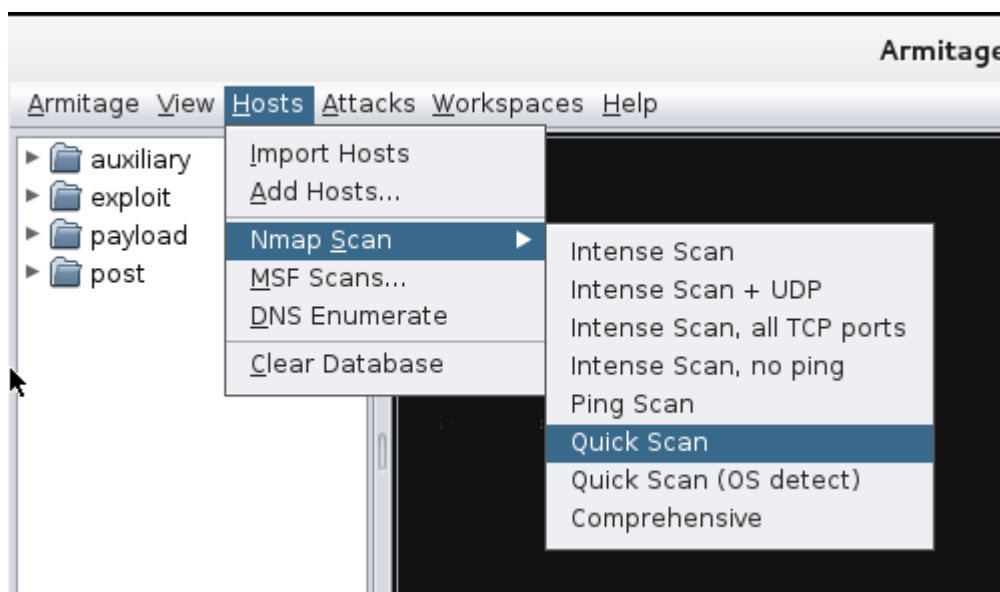 Armitage
Armitage View Hosts Attacks Workspaces Help
auxiliary
exploit
payload
post
Import Hosts
Add Hosts...
Nmap Scan
MSF Scans...
DNS Enumerate
Clear Database
Intense Scan
Intense Scan + UDP
Intense Scan, all TCP ports
Intense Scan, no ping
Ping Scan
Quick Scan
Quick Scan (OS detect)
Comprehensive